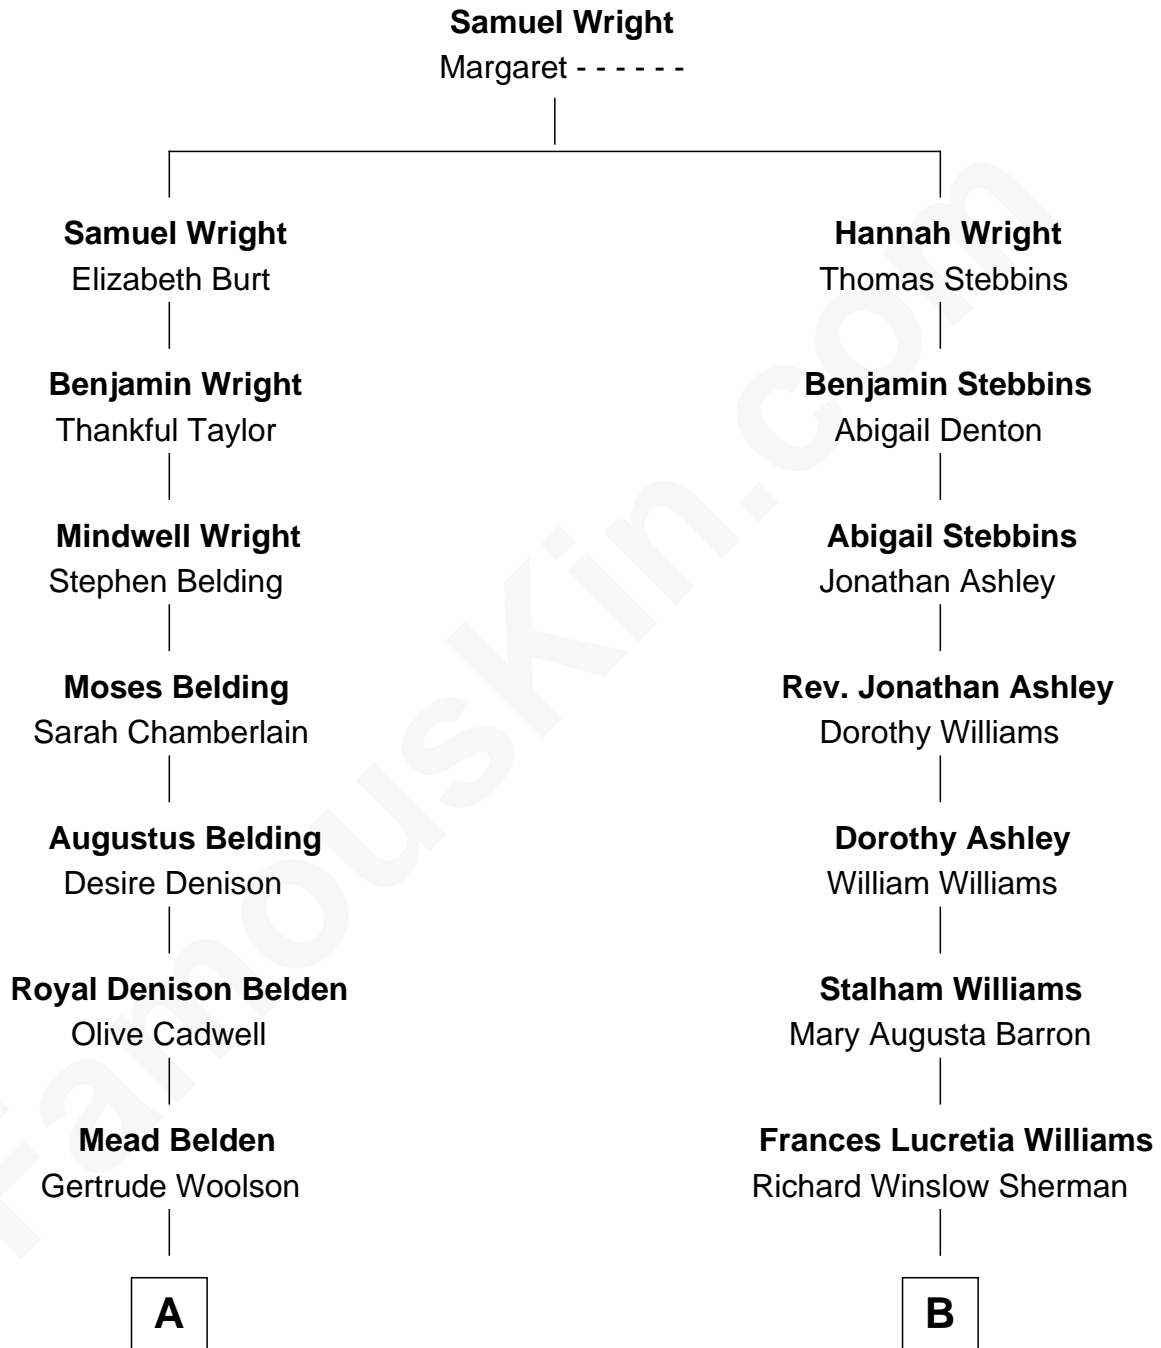 Samuel Wright
Margaret - - - - - -
Samuel Wright
Elizabeth Burt
Benjamin Wright
Thankful Taylor
Mindwell Wright
Stephen Belding
Moses Belding
Sarah Chamberlain
Augustus Belding
Desire Denison
Royal Denison Belden
Olive Cadwell
Mead Belden
Gertrude Woolson
A
Hannah Wright
Thomas Stebbins
Benjamin Stebbins
Abigail Denton
Abigail Stebbins
Jonathan Ashley
Rev. Jonathan Ashley
Dorothy Williams
Dorothy Ashley
William Williams
Stalham Williams
Mary Augusta Barron
Frances Lucretia Williams
Richard Winslow Sherman
B
FamousKin.com